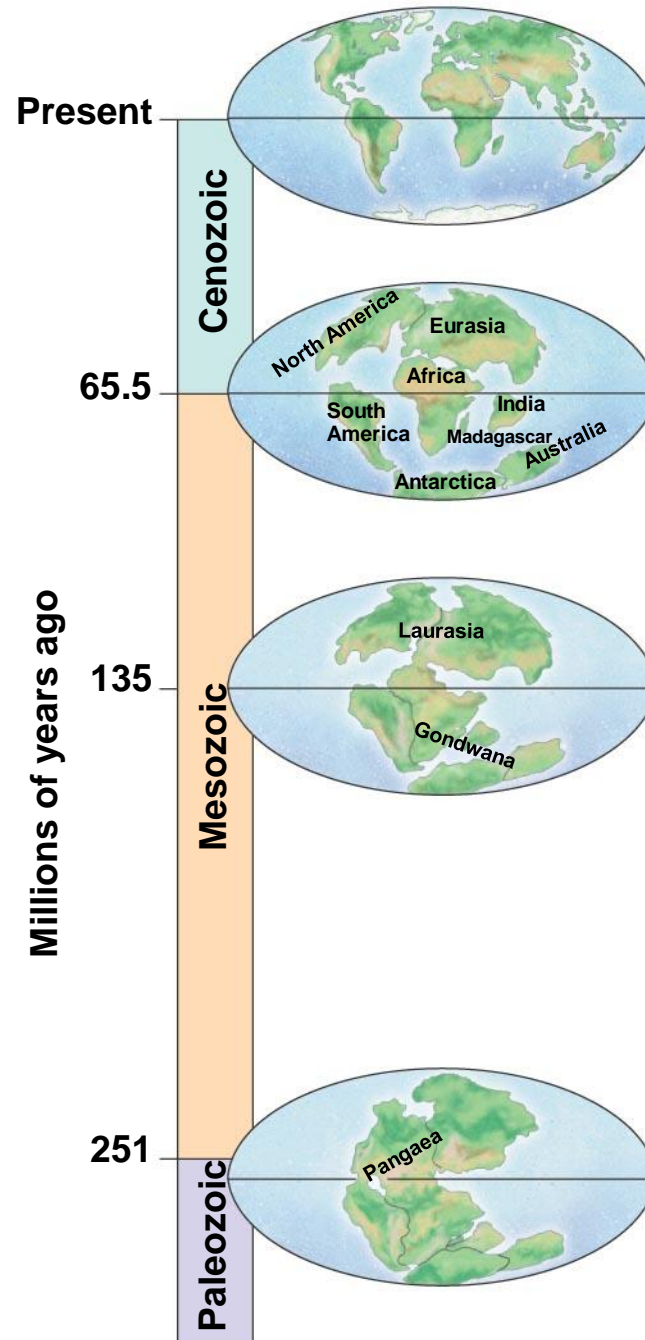 Present
Cenozoic
North America
Eurasia
Africa
65.5
South
America
India
Madagascar
Australia
Antarctica
Millions of years ago
Mesozoic
Laurasia
135
Gondwana
251
Pangaea
Paleozoic